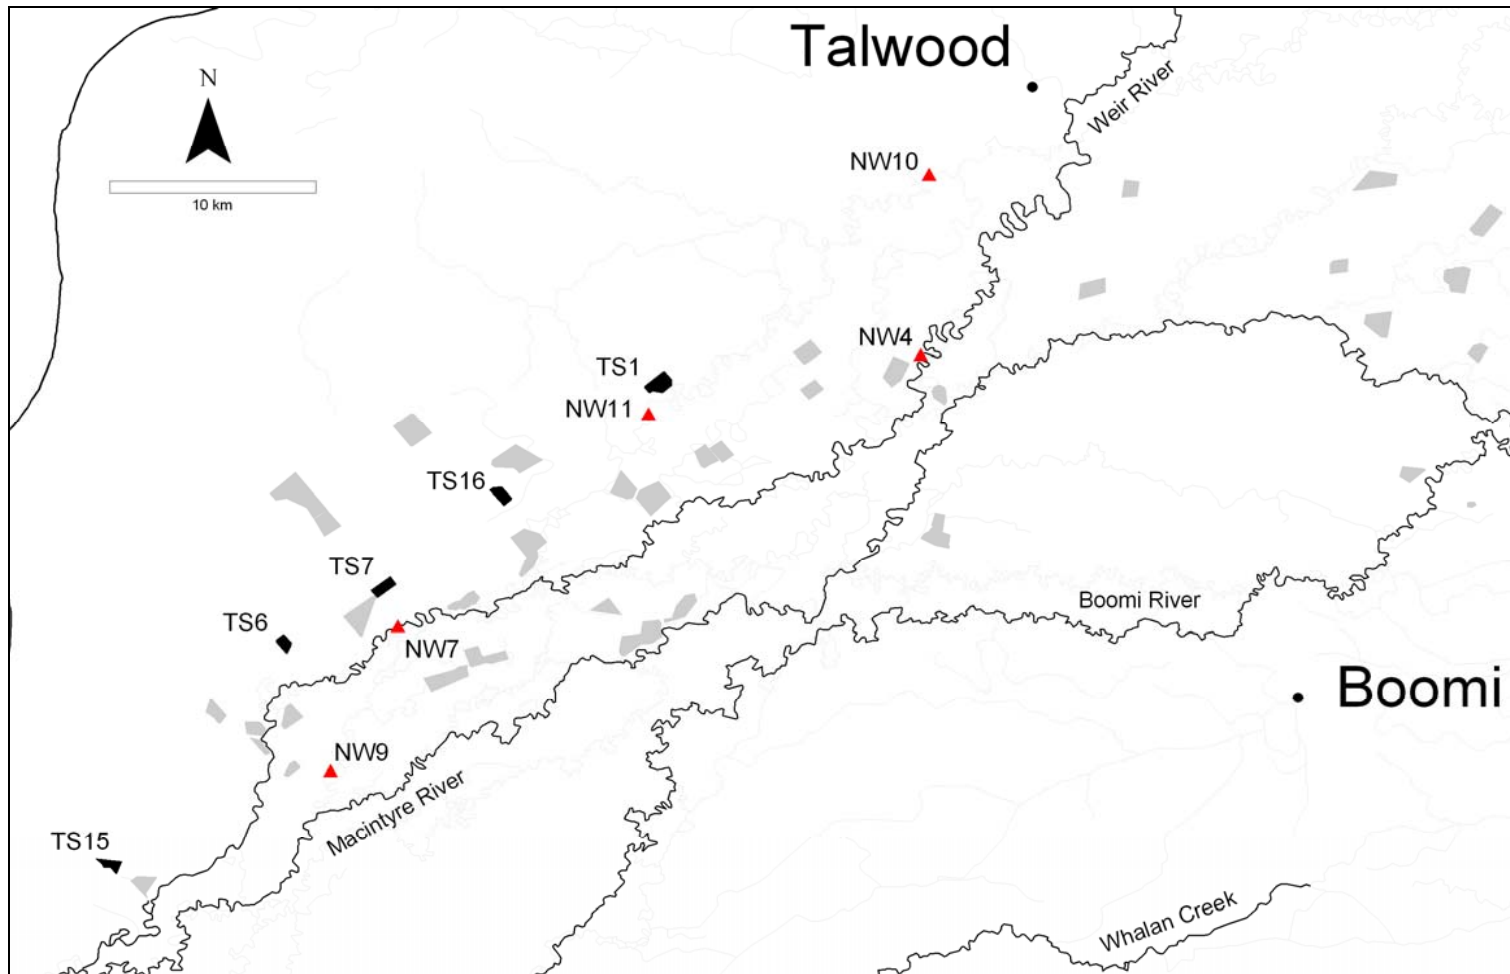 Talwood
Weir River
N
10 km
NW10
NW4
TS1
NW11
TS16
TS7
TS6
NW7
Boomi River
Boomi
NW9
Macintyre River
TS15
Whalan Creek